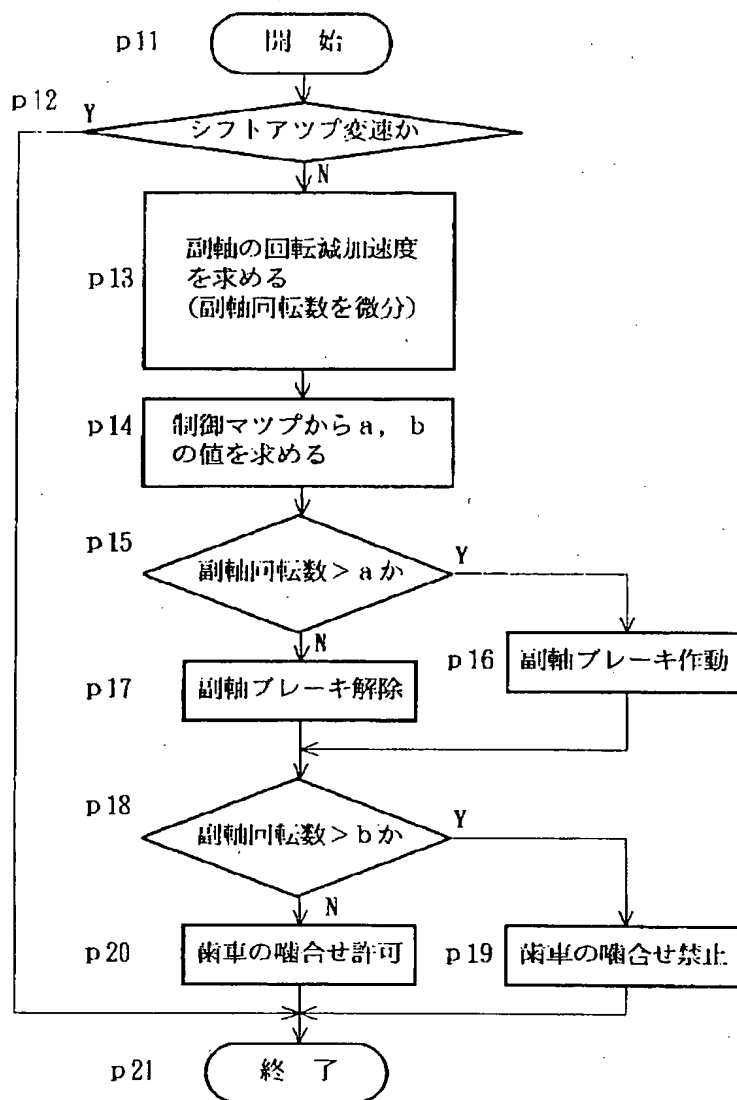 p11
開 始
p12
Y
シフトアツプ変速か
N
p13
副軸の回転減加速度
を求める
(副軸回転数を微分)
p14
制御マツプからa, b
の値を求める
p15
副軸回転数>aか
Y
N
p16
副軸ブレーキ作動
p17
副軸ブレーキ解除
p18
副軸回転数>bか
Y
N
p20
歯車の噛合せ許可
p19
歯車の噛合せ禁止
p21
終 了